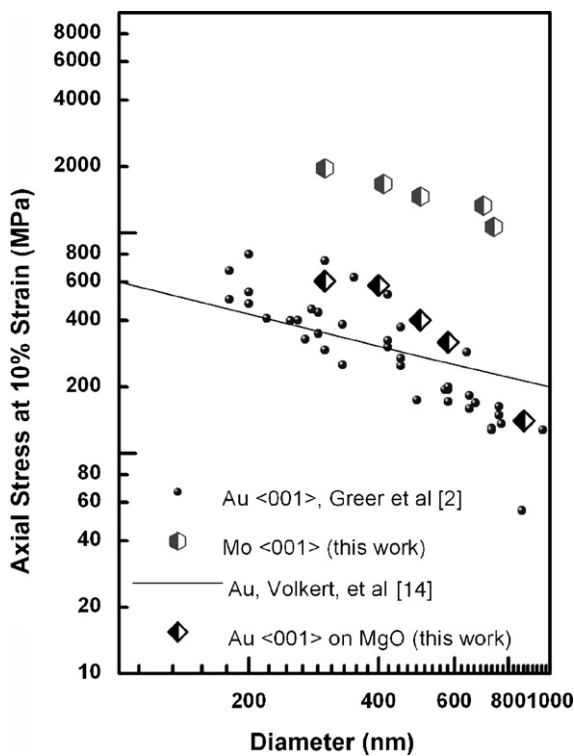 8000
6000
4000
2000
800
600
400
200
80
60
40
20
10
Axial Stress at 10% Strain (MPa)
Au <001>, Greer et al [2]
Mo <001> (this work)
Au, Volkert, et al [14]
Au <001> on MgO (this work)
200 400 600 800 1000
Diameter (nm)